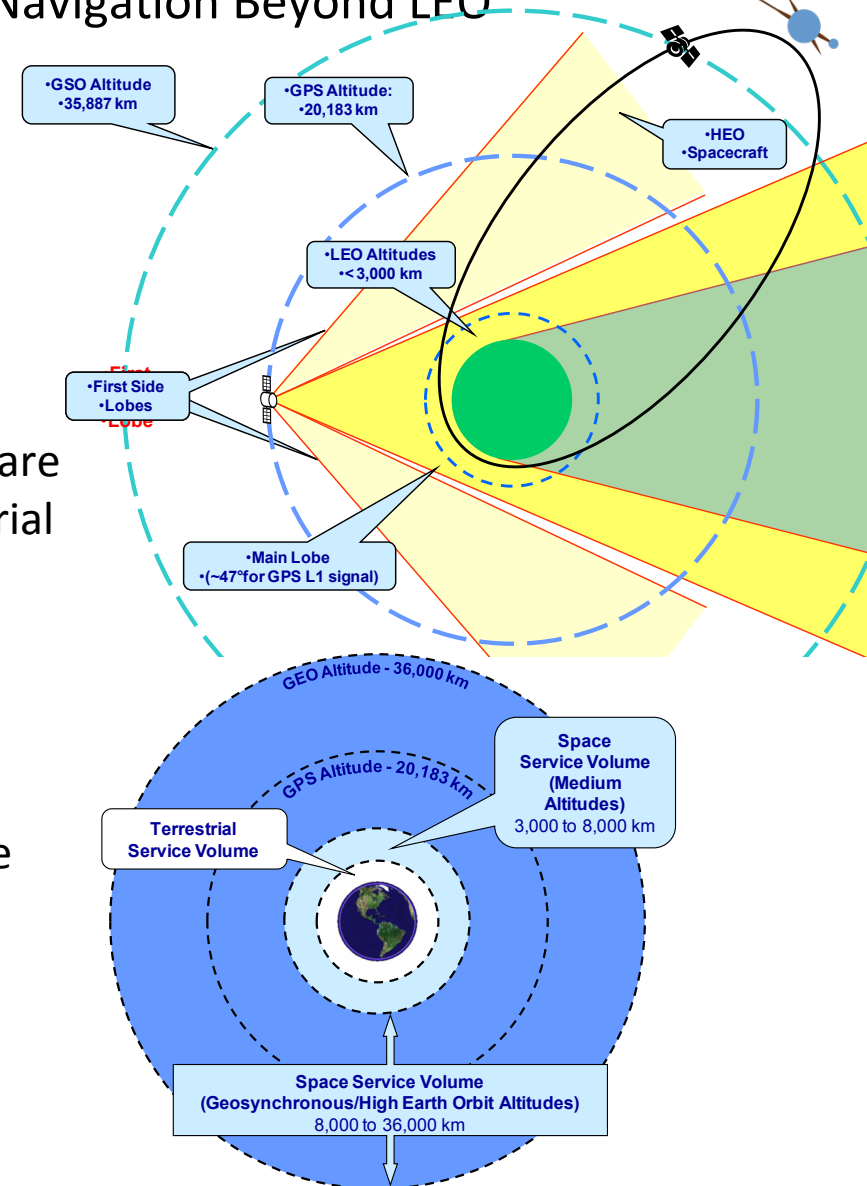 Navigation Beyond LEO
•GSO Altitude
•35,887 km
•GPS Altitude:
•20,183 km
•HEO
•Spacecraft
•LEO Altitudes
•< 3,000 km
First
•First Side
•Lobes
•Lobe
are
rial
•Main Lobe
•(~47°for GPS L1 signal)
GEO Altitude - 36,000 km
GPS Altitude - 20,183 km
Space
Service Volume
(Medium
Altitudes)
3,000 to 8,000 km
Terrestrial
Service Volume
e
Space Service Volume
(Geosynchronous/High Earth Orbit Altitudes)
8,000 to 36,000 km